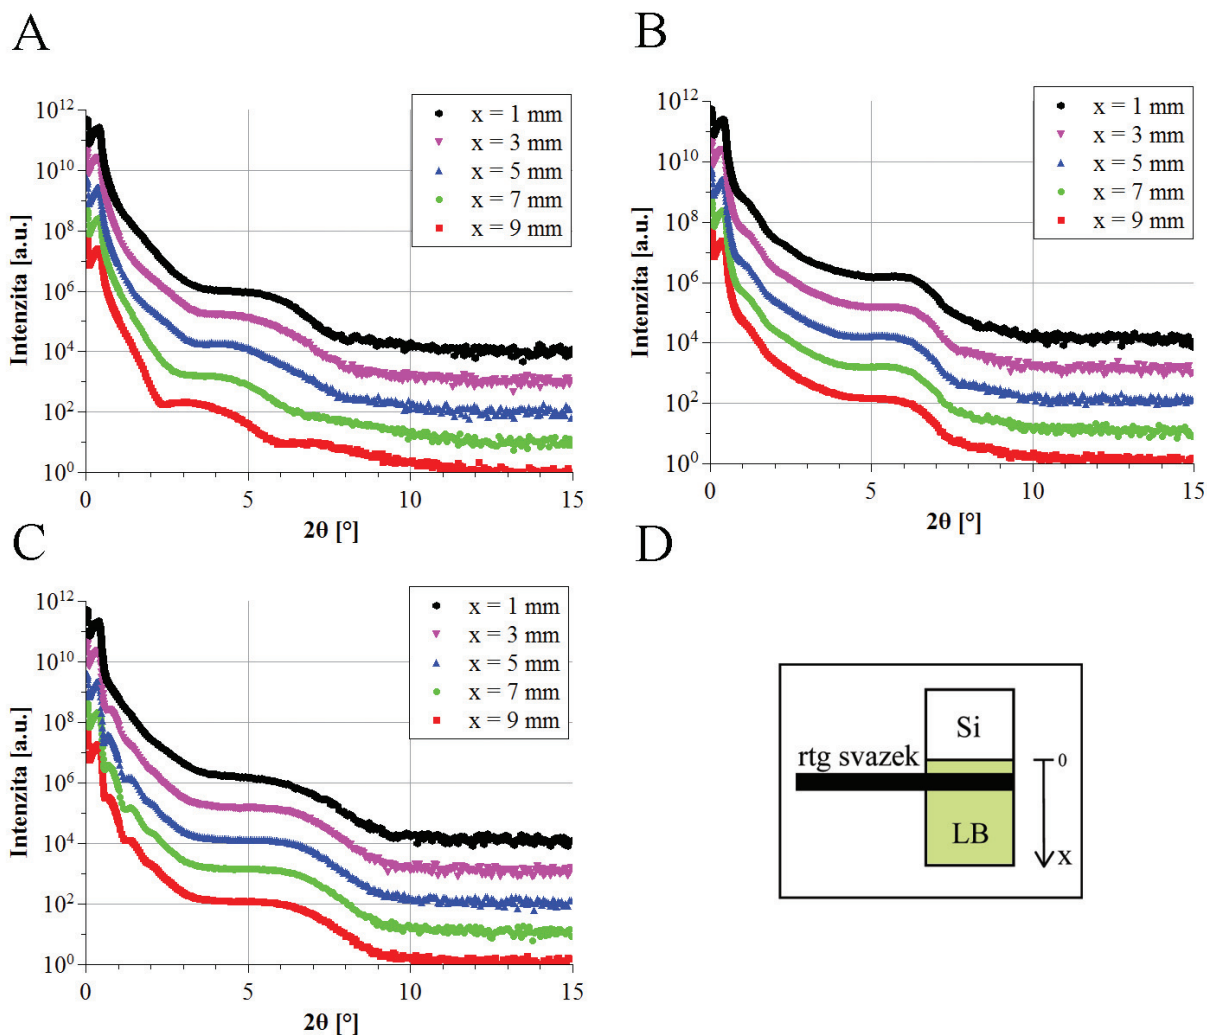 A
Intenzita [a.u.]
10^12
10^10
10^8
10^6
10^4
10^2
10^0
0 5 10 15
2θ [°]
x = 1 mm
x = 3 mm
x = 5 mm
x = 7 mm
x = 9 mm
B
Intenzita [a.u.]
10^12
10^10
10^8
10^6
10^4
10^2
10^0
0 5 10 15
2θ [°]
x = 1 mm
x = 3 mm
x = 5 mm
x = 7 mm
x = 9 mm
C
Intenzita [a.u.]
10^12
10^10
10^8
10^6
10^4
10^2
10^0
0 5 10 15
2θ [°]
x = 1 mm
x = 3 mm
x = 5 mm
x = 7 mm
x = 9 mm
D
Si
rtg svazek
0
LB
x